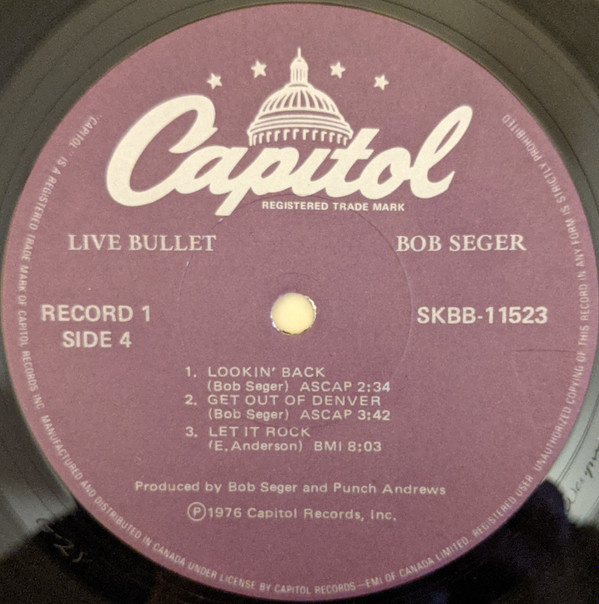 Capitol
REGISTERED TRADE MARK
LIVE BULLET
BOB SEGER
RECORD 1
SIDE 4
SKBB-11523
1. LOOKIN' BACK
(Bob Seger) ASCAP 2:34
2. GET OUT OF DENVER
(Bob Seger) ASCAP 3:42
3. LET IT ROCK
(E. Anderson) BMI 8:03
Produced by Bob Seger and Punch Andrews
Ⓟ1976 Capitol Records, Inc.
CAPITOL IS A REGISTERED TRADE MARK OF CAPITOL RECORDS INC. MANUFACTURED AND DISTRIBUTED IN CANADA UNDER LICENSE BY CAPITOL RECORDS—EMI OF CANADA LIMITED. REGISTERED USER. UNAUTHORIZED COPYING OF THIS RECORD IN ANY FORM IS STRICTLY PROHIBITED